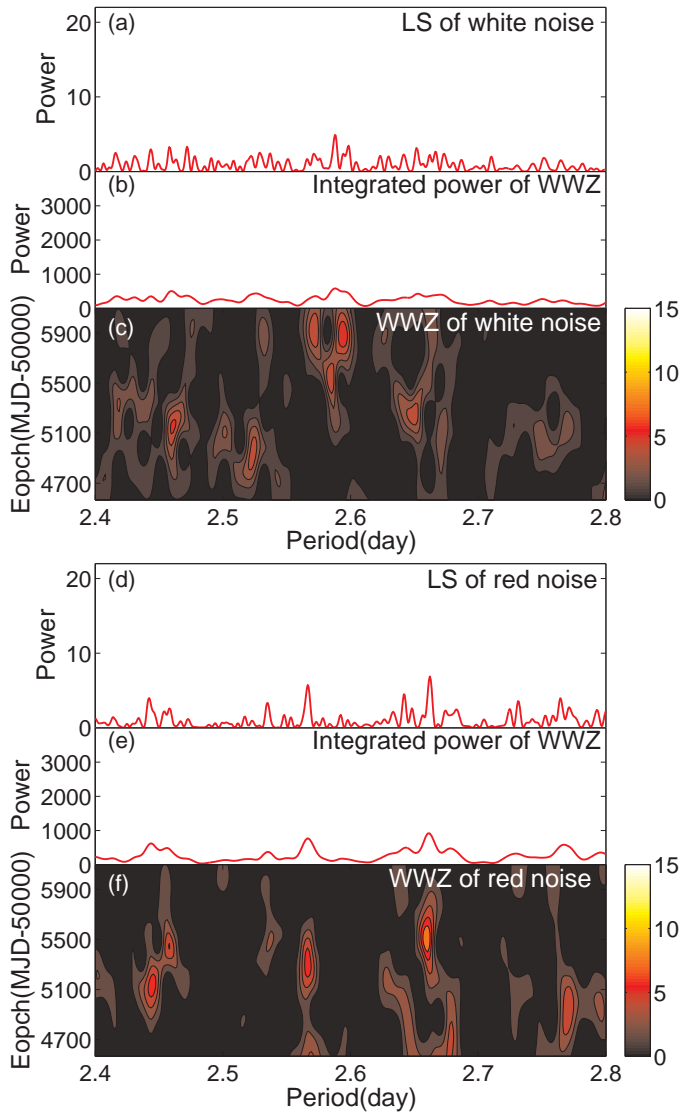 (a) LS of white noise
20
10
0
Power
(b) Integrated power of WWZ
3000
2000
1000
0
Power
(c) WWZ of white noise
5900
5500
5100
4700
Eopch(MJD-50000)
15
10
5
0
2.4 2.5 2.6 2.7 2.8
Period(day)
(d) LS of red noise
20
10
0
Power
(e) Integrated power of WWZ
3000
2000
1000
0
Power
(f) WWZ of red noise
5900
5500
5100
4700
Eopch(MJD-50000)
15
10
5
0
2.4 2.5 2.6 2.7 2.8
Period(day)